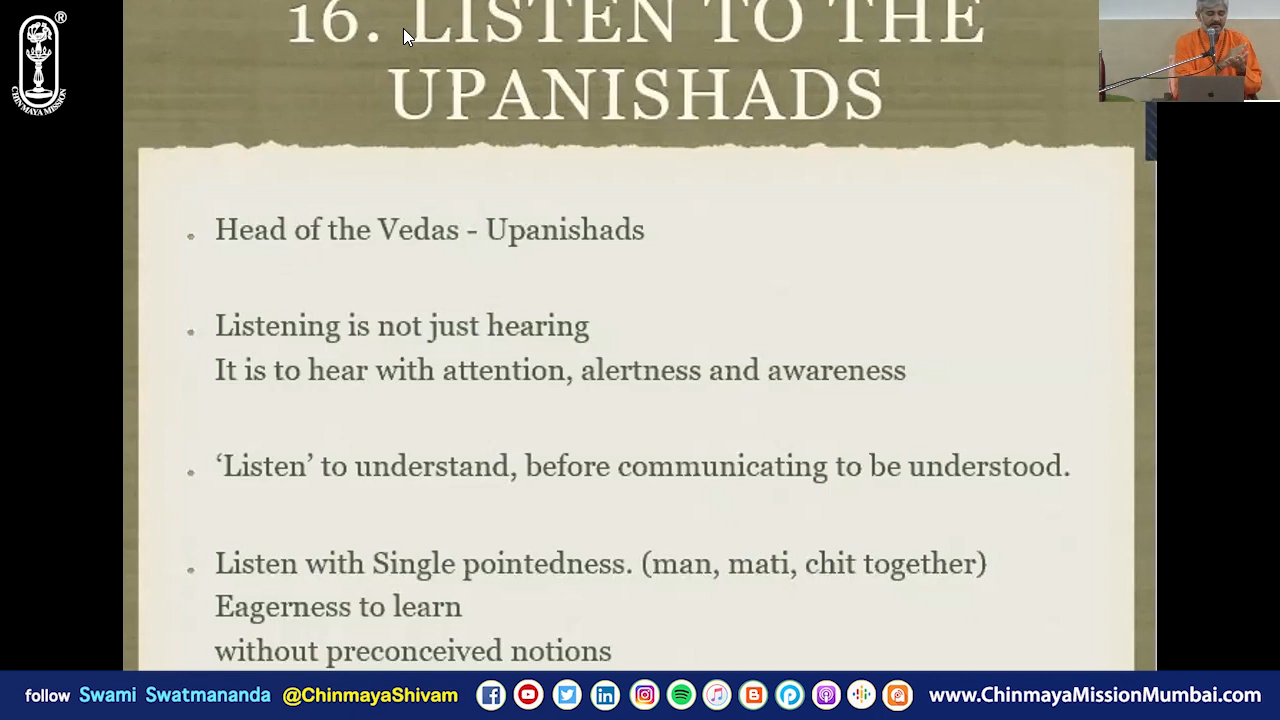 16. LISTEN TO THE
UPANISHADS
CHINMAYA MISSION
®
Head of the Vedas - Upanishads
Listening is not just hearing
It is to hear with attention, alertness and awareness
‘Listen’ to understand, before communicating to be understood.
Listen with Single pointedness. (man, mati, chit together)
Eagerness to learn
without preconceived notions
follow Swami Swatmananda @ChinmayaShivam www.ChinmayaMissionMumbai.com